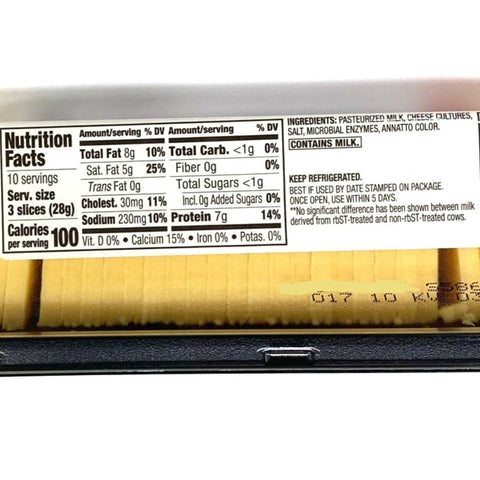 Nutrition
Facts
10 servings
Serv. size
3 slices (28g)
Calories
per serving 100
Amount/serving % DV
Total Fat 8g 10%
Sat. Fat 5g 25%
Trans Fat 0g
Cholest. 30mg 11%
Sodium 230mg 10%
Amount/serving % DV
Total Carb. <1g 0%
Fiber 0g 0%
Total Sugars <1g
Incl. 0g Added Sugars 0%
Protein 7g 14%
Vit. D 0% • Calcium 15% • Iron 0% • Potas. 0%
INGREDIENTS: PASTEURIZED MILK, CHEESE CULTURES,
SALT, MICROBIAL ENZYMES, ANNATTO COLOR.
CONTAINS MILK.
KEEP REFRIGERATED.
BEST IF USED BY DATE STAMPED ON PACKAGE.
ONCE OPEN, USE WITHIN 5 DAYS.
**No significant difference has been shown between milk
derived from rbST-treated and non-rbST-treated cows.
017 10